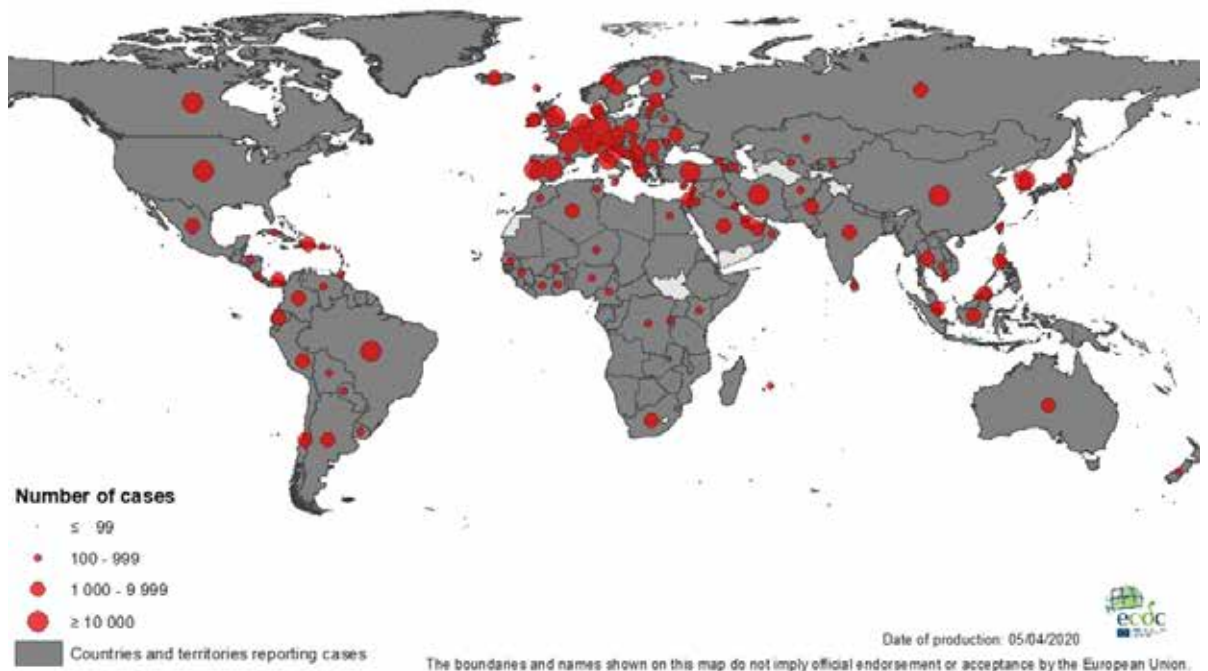 Number of cases
≤ 99
100 - 999
1 000 - 9 999
≥ 10 000
Countries and territories reporting cases
ecdc
Date of production: 05/04/2020
The boundaries and names shown on this map do not imply official endorsement or acceptance by the European Union.